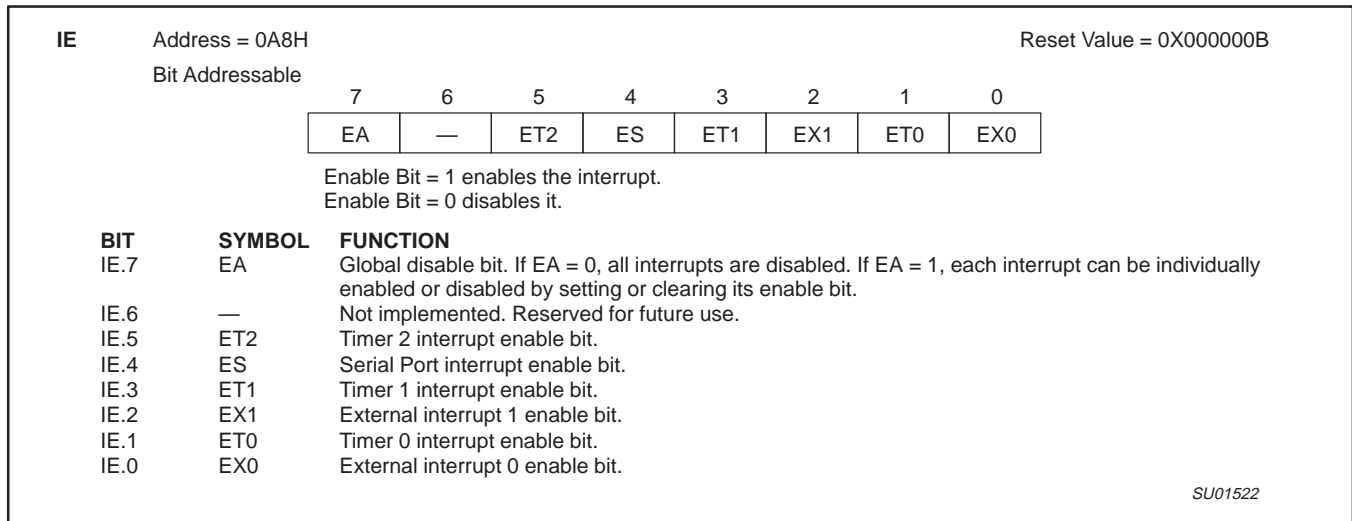 IE Address = 0A8H Reset Value = 0X000000B
Bit Addressable
7 6 5 4 3 2 1 0
EA — ET2 ES ET1 EX1 ET0 EX0
Enable Bit = 1 enables the interrupt.
Enable Bit = 0 disables it.
BIT SYMBOL FUNCTION
IE.7 EA Global disable bit. If EA = 0, all interrupts are disabled. If EA = 1, each interrupt can be individually
enabled or disabled by setting or clearing its enable bit.
IE.6 — Not implemented. Reserved for future use.
IE.5 ET2 Timer 2 interrupt enable bit.
IE.4 ES Serial Port interrupt enable bit.
IE.3 ET1 Timer 1 interrupt enable bit.
IE.2 EX1 External interrupt 1 enable bit.
IE.1 ET0 Timer 0 interrupt enable bit.
IE.0 EX0 External interrupt 0 enable bit.
SU01522